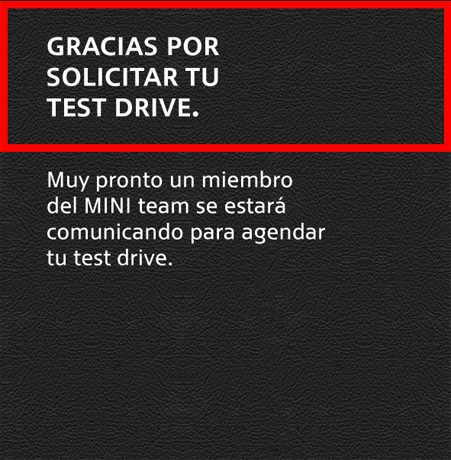 GRACIAS POR
SOLICITAR TU
TEST DRIVE.
Muy pronto un miembro
del MINI team se estará
comunicando para agendar
tu test drive.